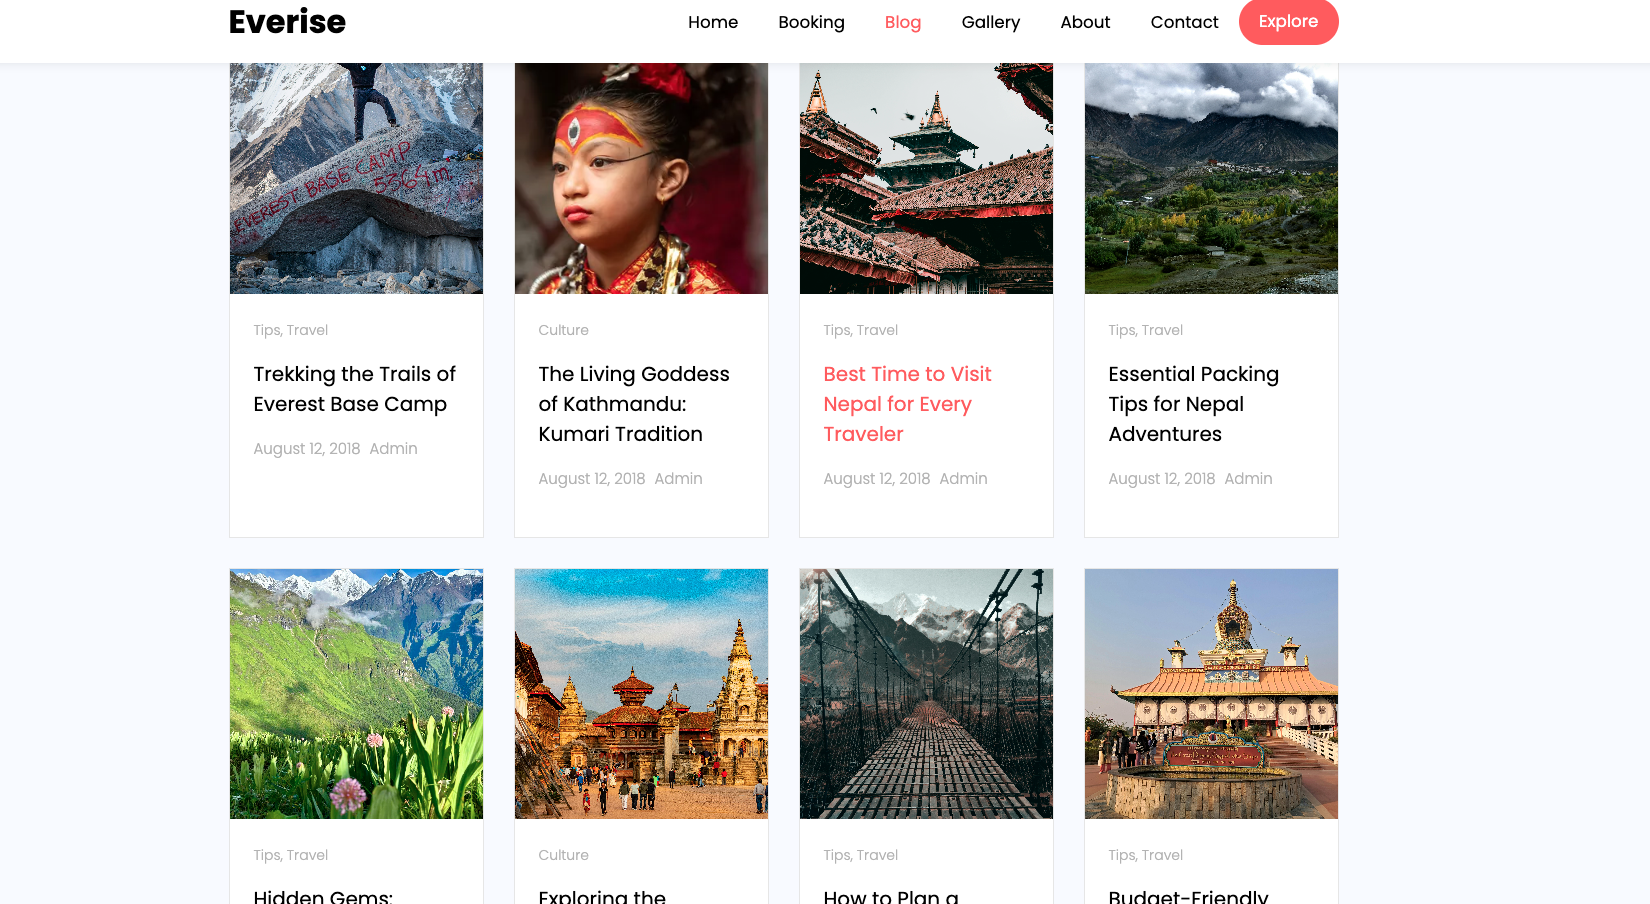 Everise
Home Booking Blog Gallery About Contact Explore
EVEREST BASE CAMP
5364m
Tips, Travel
Trekking the Trails of
Everest Base Camp
August 12, 2018 Admin
Culture
The Living Goddess
of Kathmandu:
Kumari Tradition
August 12, 2018 Admin
Tips, Travel
Best Time to Visit
Nepal for Every
Traveler
August 12, 2018 Admin
Tips, Travel
Essential Packing
Tips for Nepal
Adventures
August 12, 2018 Admin
Tips, Travel
Hidden Gems:
Culture
Exploring the
Tips, Travel
How to Plan a
Tips, Travel
Budget-Friendly